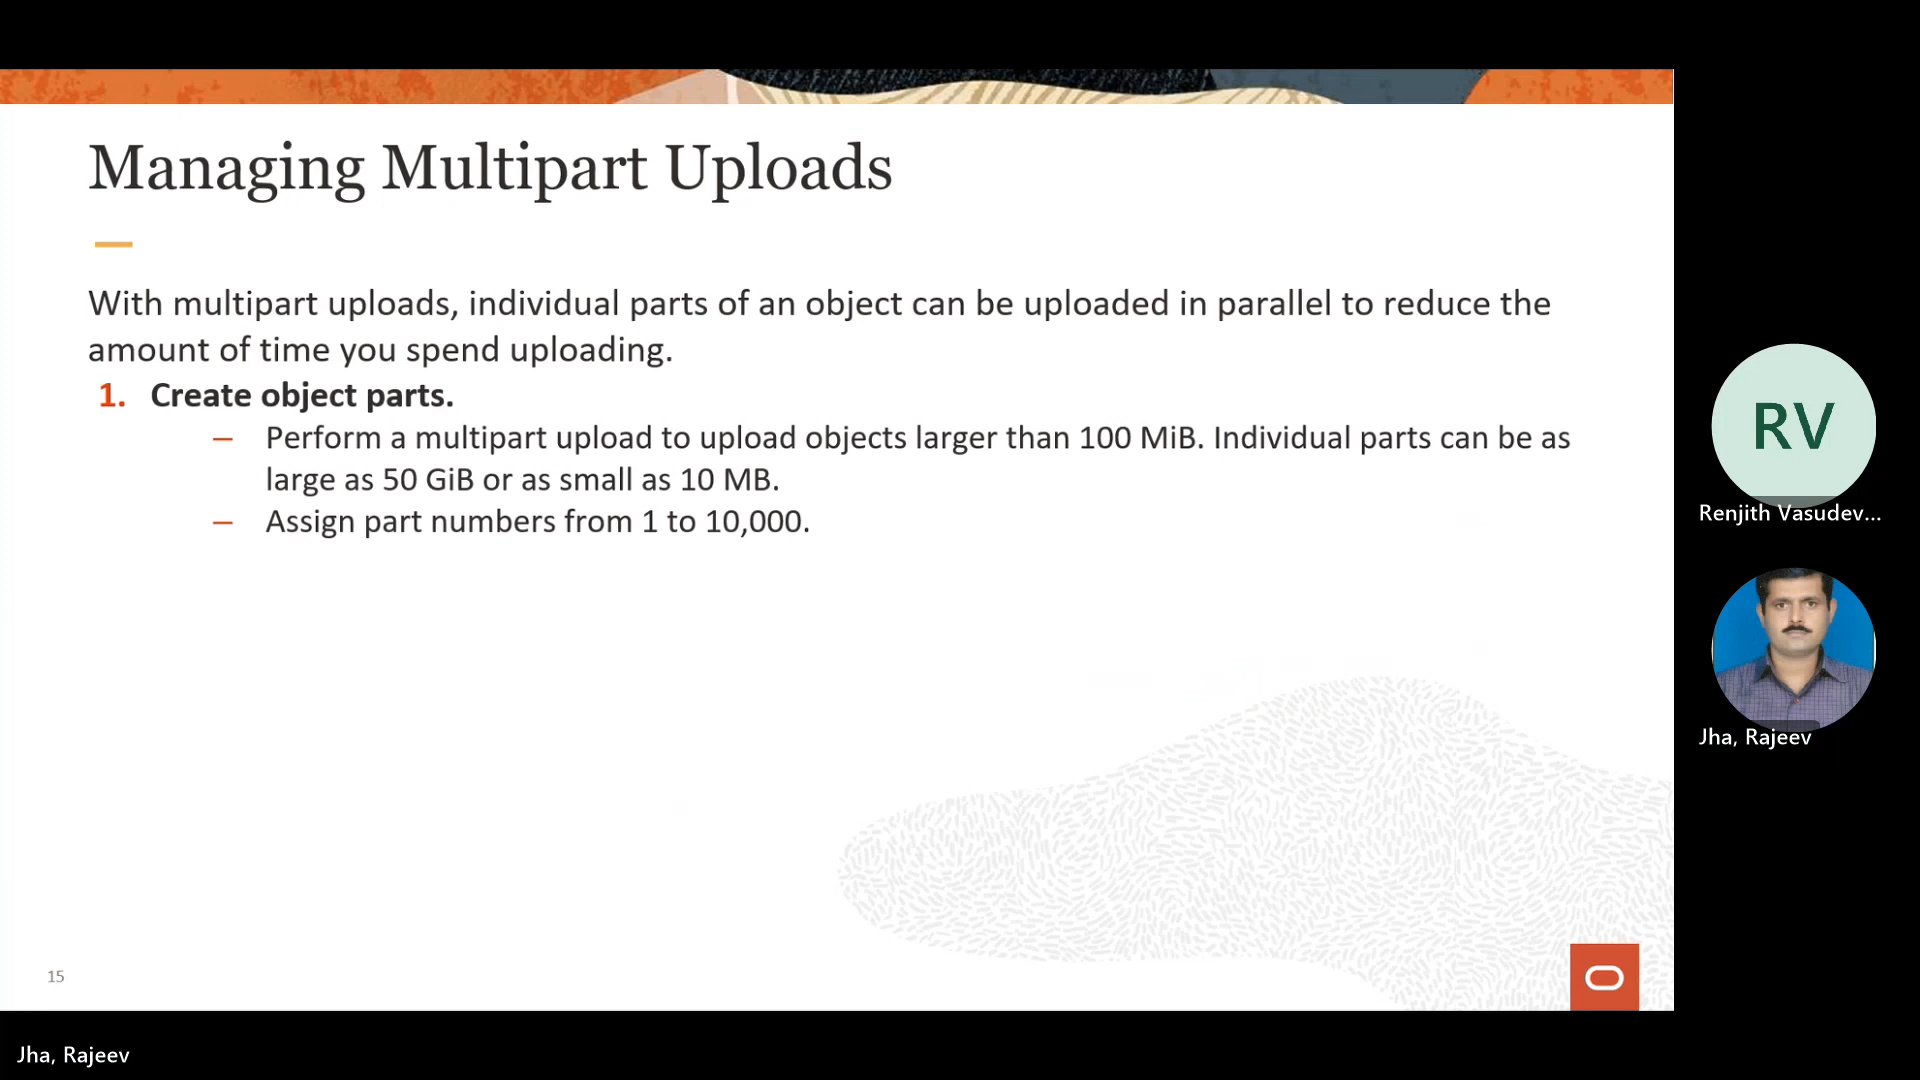 Managing Multipart Uploads
With multipart uploads, individual parts of an object can be uploaded in parallel to reduce the
amount of time you spend uploading.
1. Create object parts.
– Perform a multipart upload to upload objects larger than 100 MiB. Individual parts can be as
large as 50 GiB or as small as 10 MB.
– Assign part numbers from 1 to 10,000.
15
RV
Renjith Vasudev...
Jha, Rajeev
Jha, Rajeev